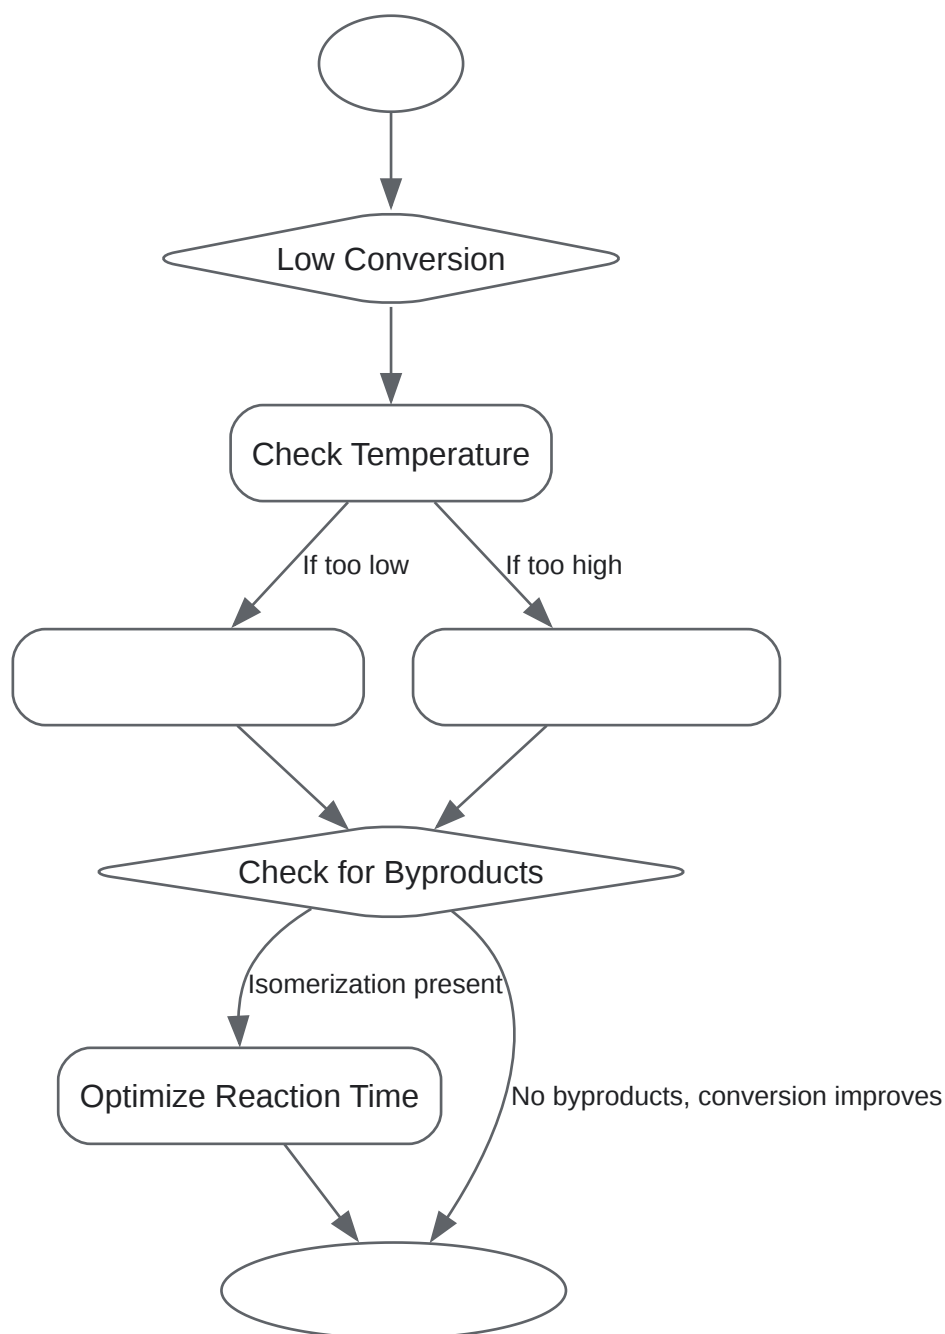 Low Conversion
Check Temperature
If too low
If too high
Check for Byproducts
Isomerization present
Optimize Reaction Time
No byproducts, conversion improves